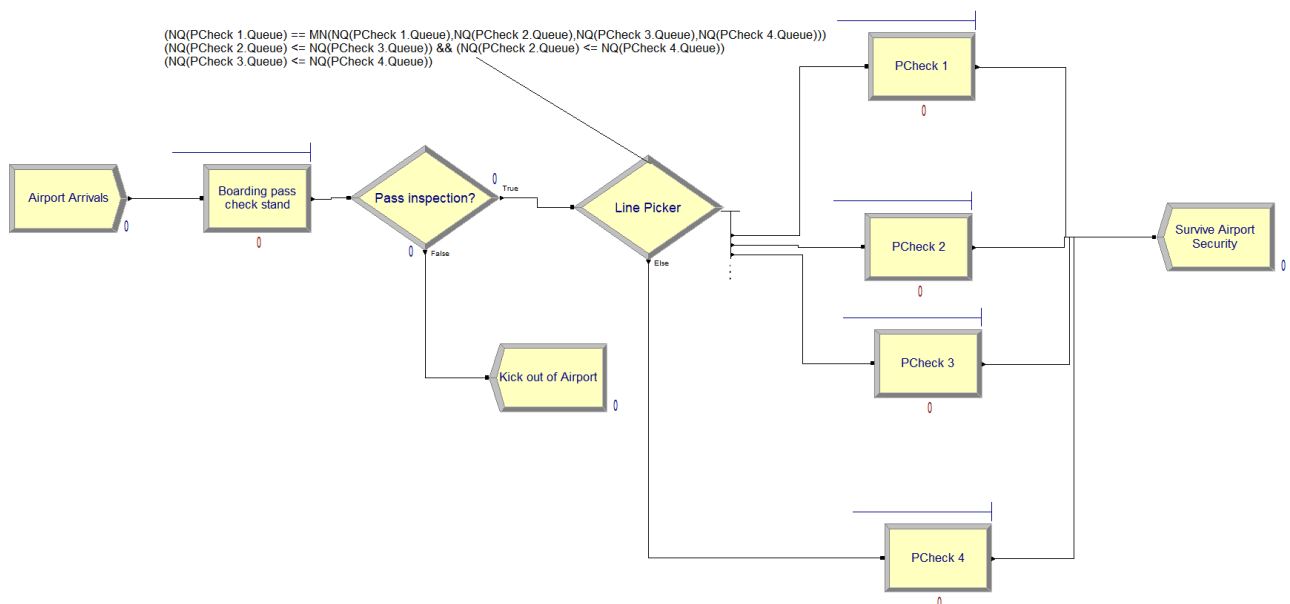 (NQ(PCheck 1.Queue) == MN(NQ(PCheck 1.Queue),NQ(PCheck 2.Queue),NQ(PCheck 3.Queue),NQ(PCheck 4.Queue)))
(NQ(PCheck 2.Queue) <= NQ(PCheck 3.Queue)) && (NQ(PCheck 2.Queue) <= NQ(PCheck 4.Queue))
(NQ(PCheck 3.Queue) <= NQ(PCheck 4.Queue))
PCheck 1
0
Airport Arrivals
0
Boarding pass
check stand
0
Pass inspection?
0
True
0
False
Line Picker
Else
PCheck 2
0
Survive Airport
Security
0
PCheck 3
0
Kick out of Airport
0
PCheck 4
0